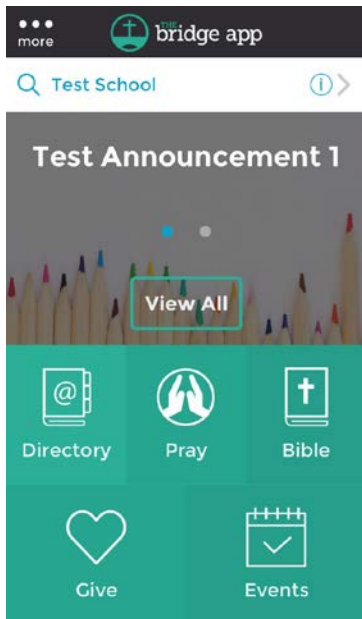 more
THE
bridge app
Test School
Test Announcement 1
View All
@
Directory
Pray
Bible
Give
Events